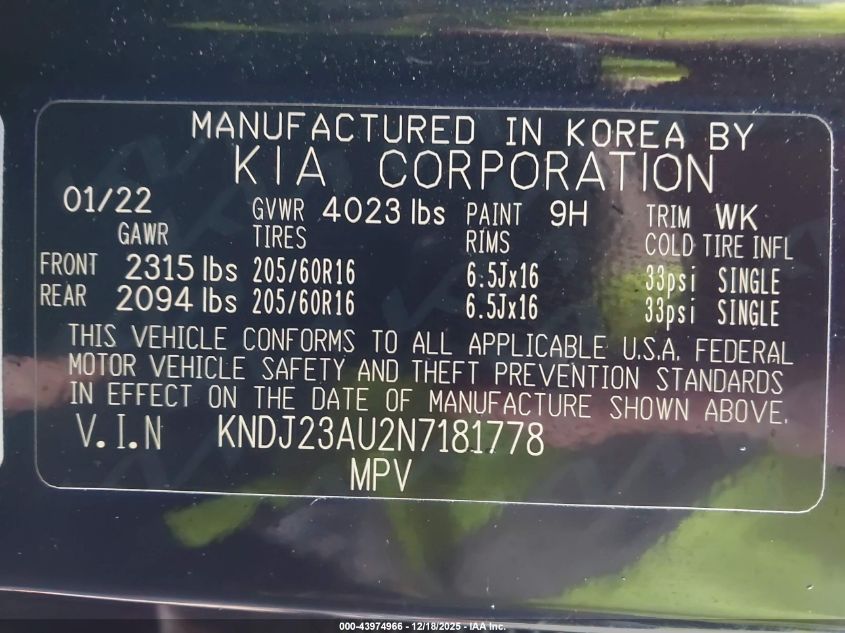 MANUFACTURED IN KOREA BY
KIA CORPORATION
01/22 GVWR 4023 lbs PAINT 9H TRIM WK
GAWR TIRES RIMS COLD TIRE INFL
FRONT 2315 lbs 205/60R16 6.5Jx16 33psi SINGLE
REAR 2094 lbs 205/60R16 6.5Jx16 33psi SINGLE
THIS VEHICLE CONFORMS TO ALL APPLICABLE U.S.A. FEDERAL
MOTOR VEHICLE SAFETY AND THEFT PREVENTION STANDARDS
IN EFFECT ON THE DATE OF MANUFACTURE SHOWN ABOVE.
V.I.N KNDJ23AU2N7181778
MPV
000-43974966 - 12/18/2025 - IAA Inc.